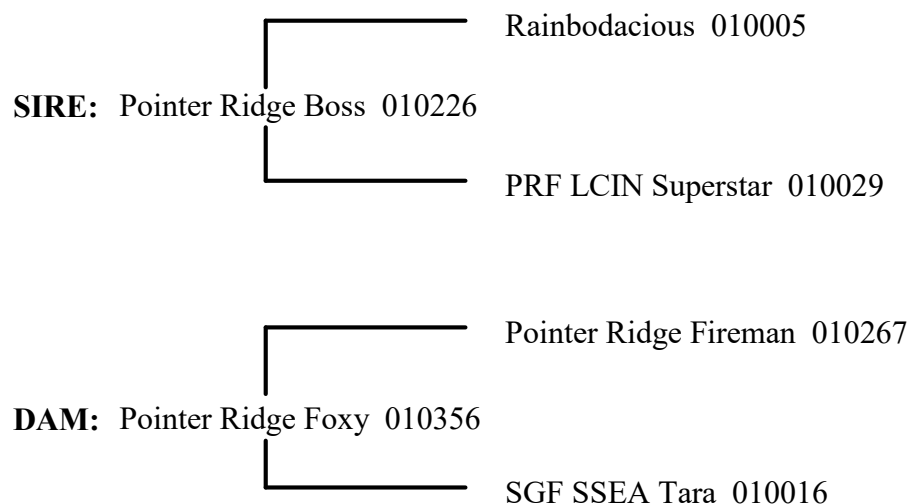 Rainbodacious 010005
SIRE: Pointer Ridge Boss 010226
PRF LCIN Superstar 010029
Pointer Ridge Fireman 010267
DAM: Pointer Ridge Foxy 010356
SGF SSEA Tara 010016